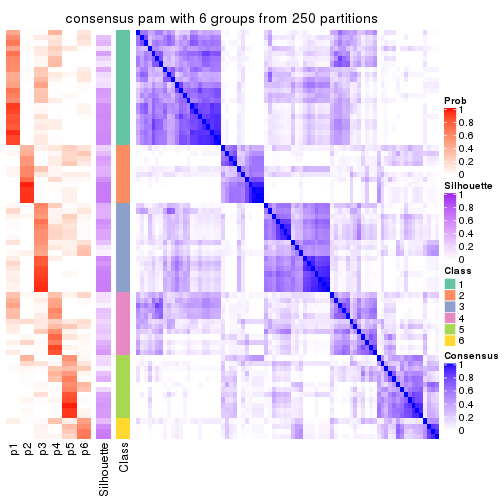 consensus pam with 6 groups from 250 partitions
Prob
1
0.8
0.6
0.4
0.2
0
Silhouette
1
0.8
0.6
0.4
0.2
0
Class
1
2
3
4
5
6
Consensus
1
0.8
0.6
0.4
0.2
0
p1
p2
p3
p4
p5
p6
Silhouette
Class